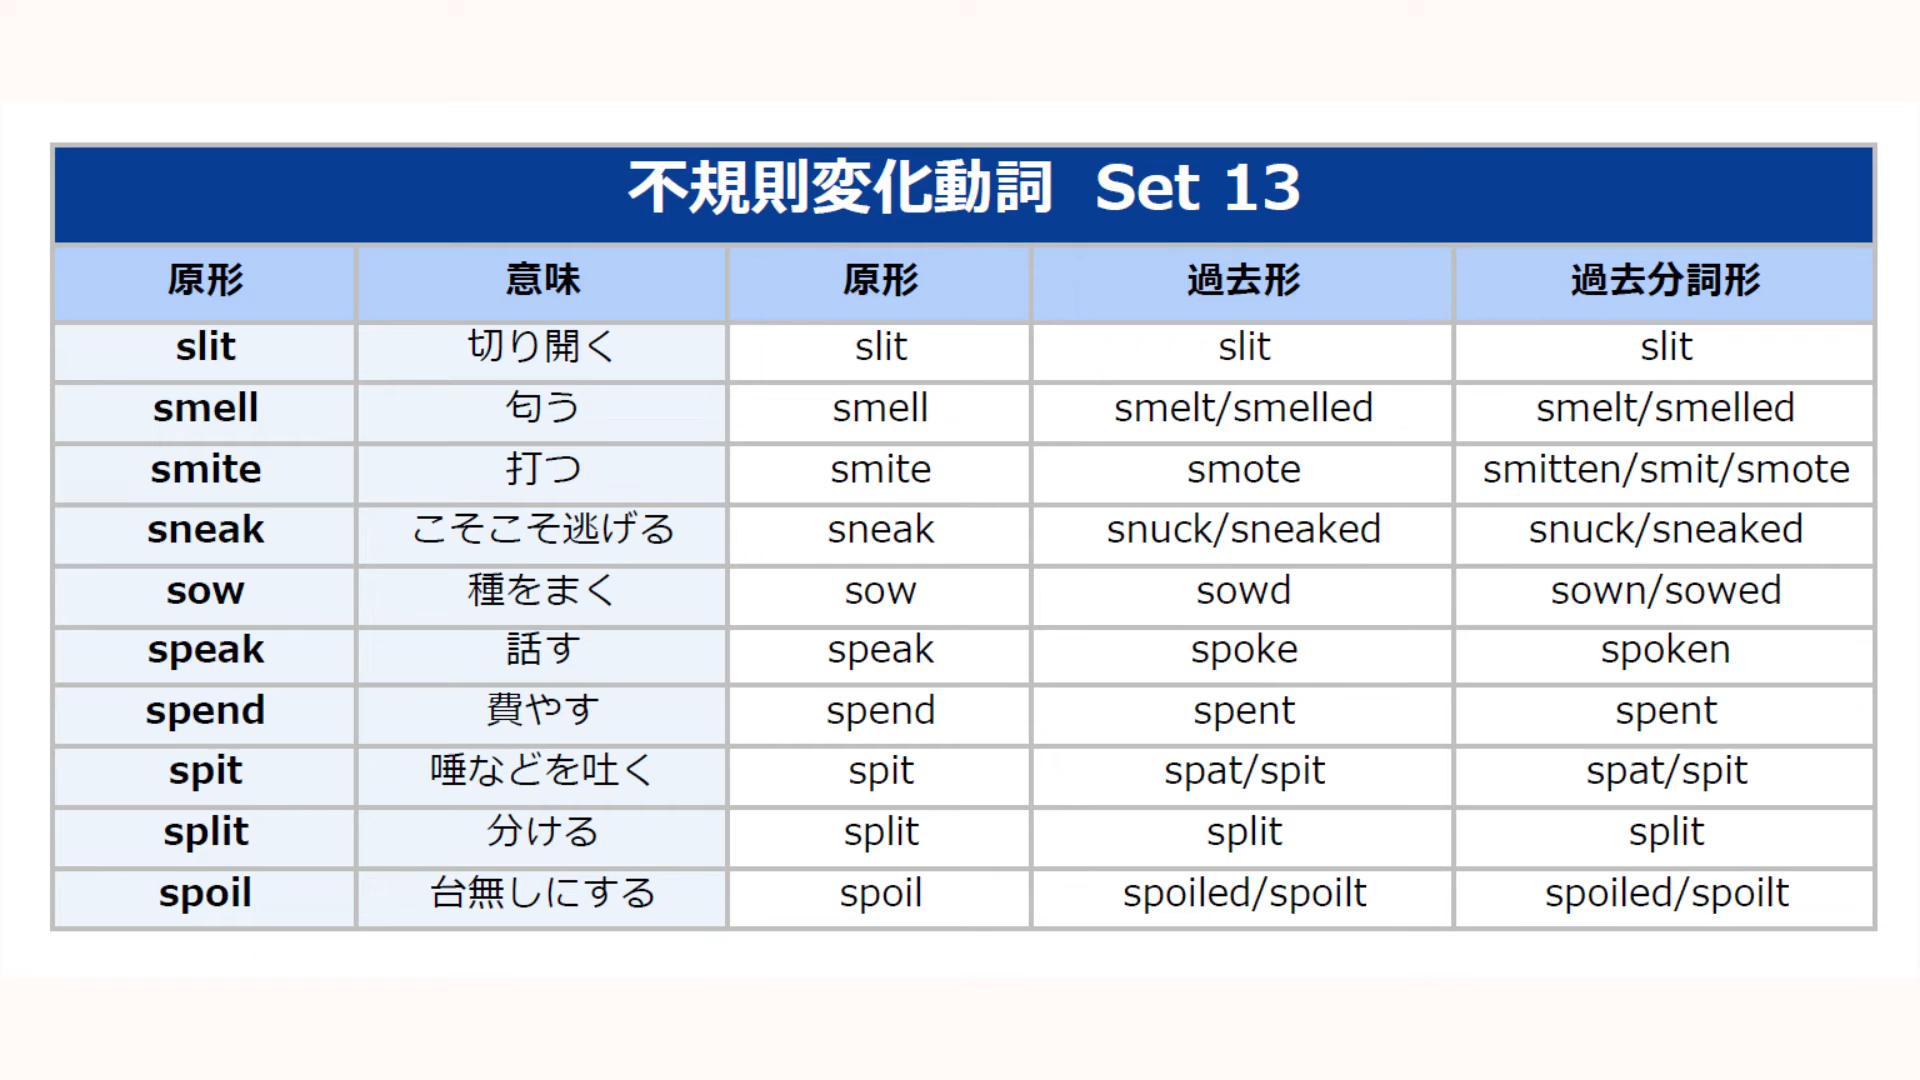 不規則変化動詞 Set 13
原形 意味 原形 過去形 過去分詞形
slit 切り開く slit slit slit
smell 匂う smell smelt/smelled smelt/smelled
smite 打つ smite smote smitten/smit/smote
sneak こそこそ逃げる sneak snuck/sneaked snuck/sneaked
sow 種をまく sow sowd sown/sowed
speak 話す speak spoke spoken
spend 費やす spend spent spent
spit 唾などを吐く spit spat/spit spat/spit
split 分ける split split split
spoil 台無しにする spoil spoiled/spoilt spoiled/spoilt